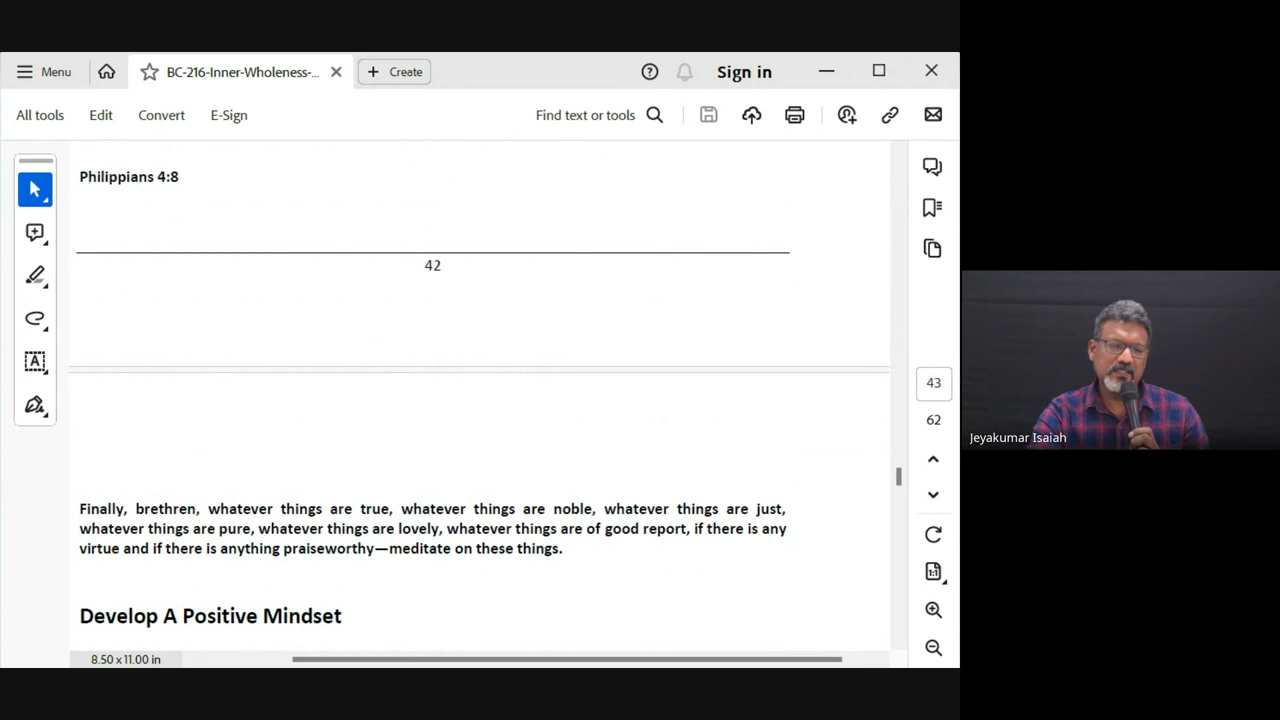 Menu
BC-216-Inner-Wholeness-...
Create
Sign in
All tools
Edit
Convert
E-Sign
Find text or tools
Philippians 4:8
42
43
62
Finally, brethren, whatever things are true, whatever things are noble, whatever things are just,
whatever things are pure, whatever things are lovely, whatever things are of good report, if there is any
virtue and if there is anything praiseworthy—meditate on these things.
Develop A Positive Mindset
8.50 x 11.00 in
Jeyakumar Isaiah